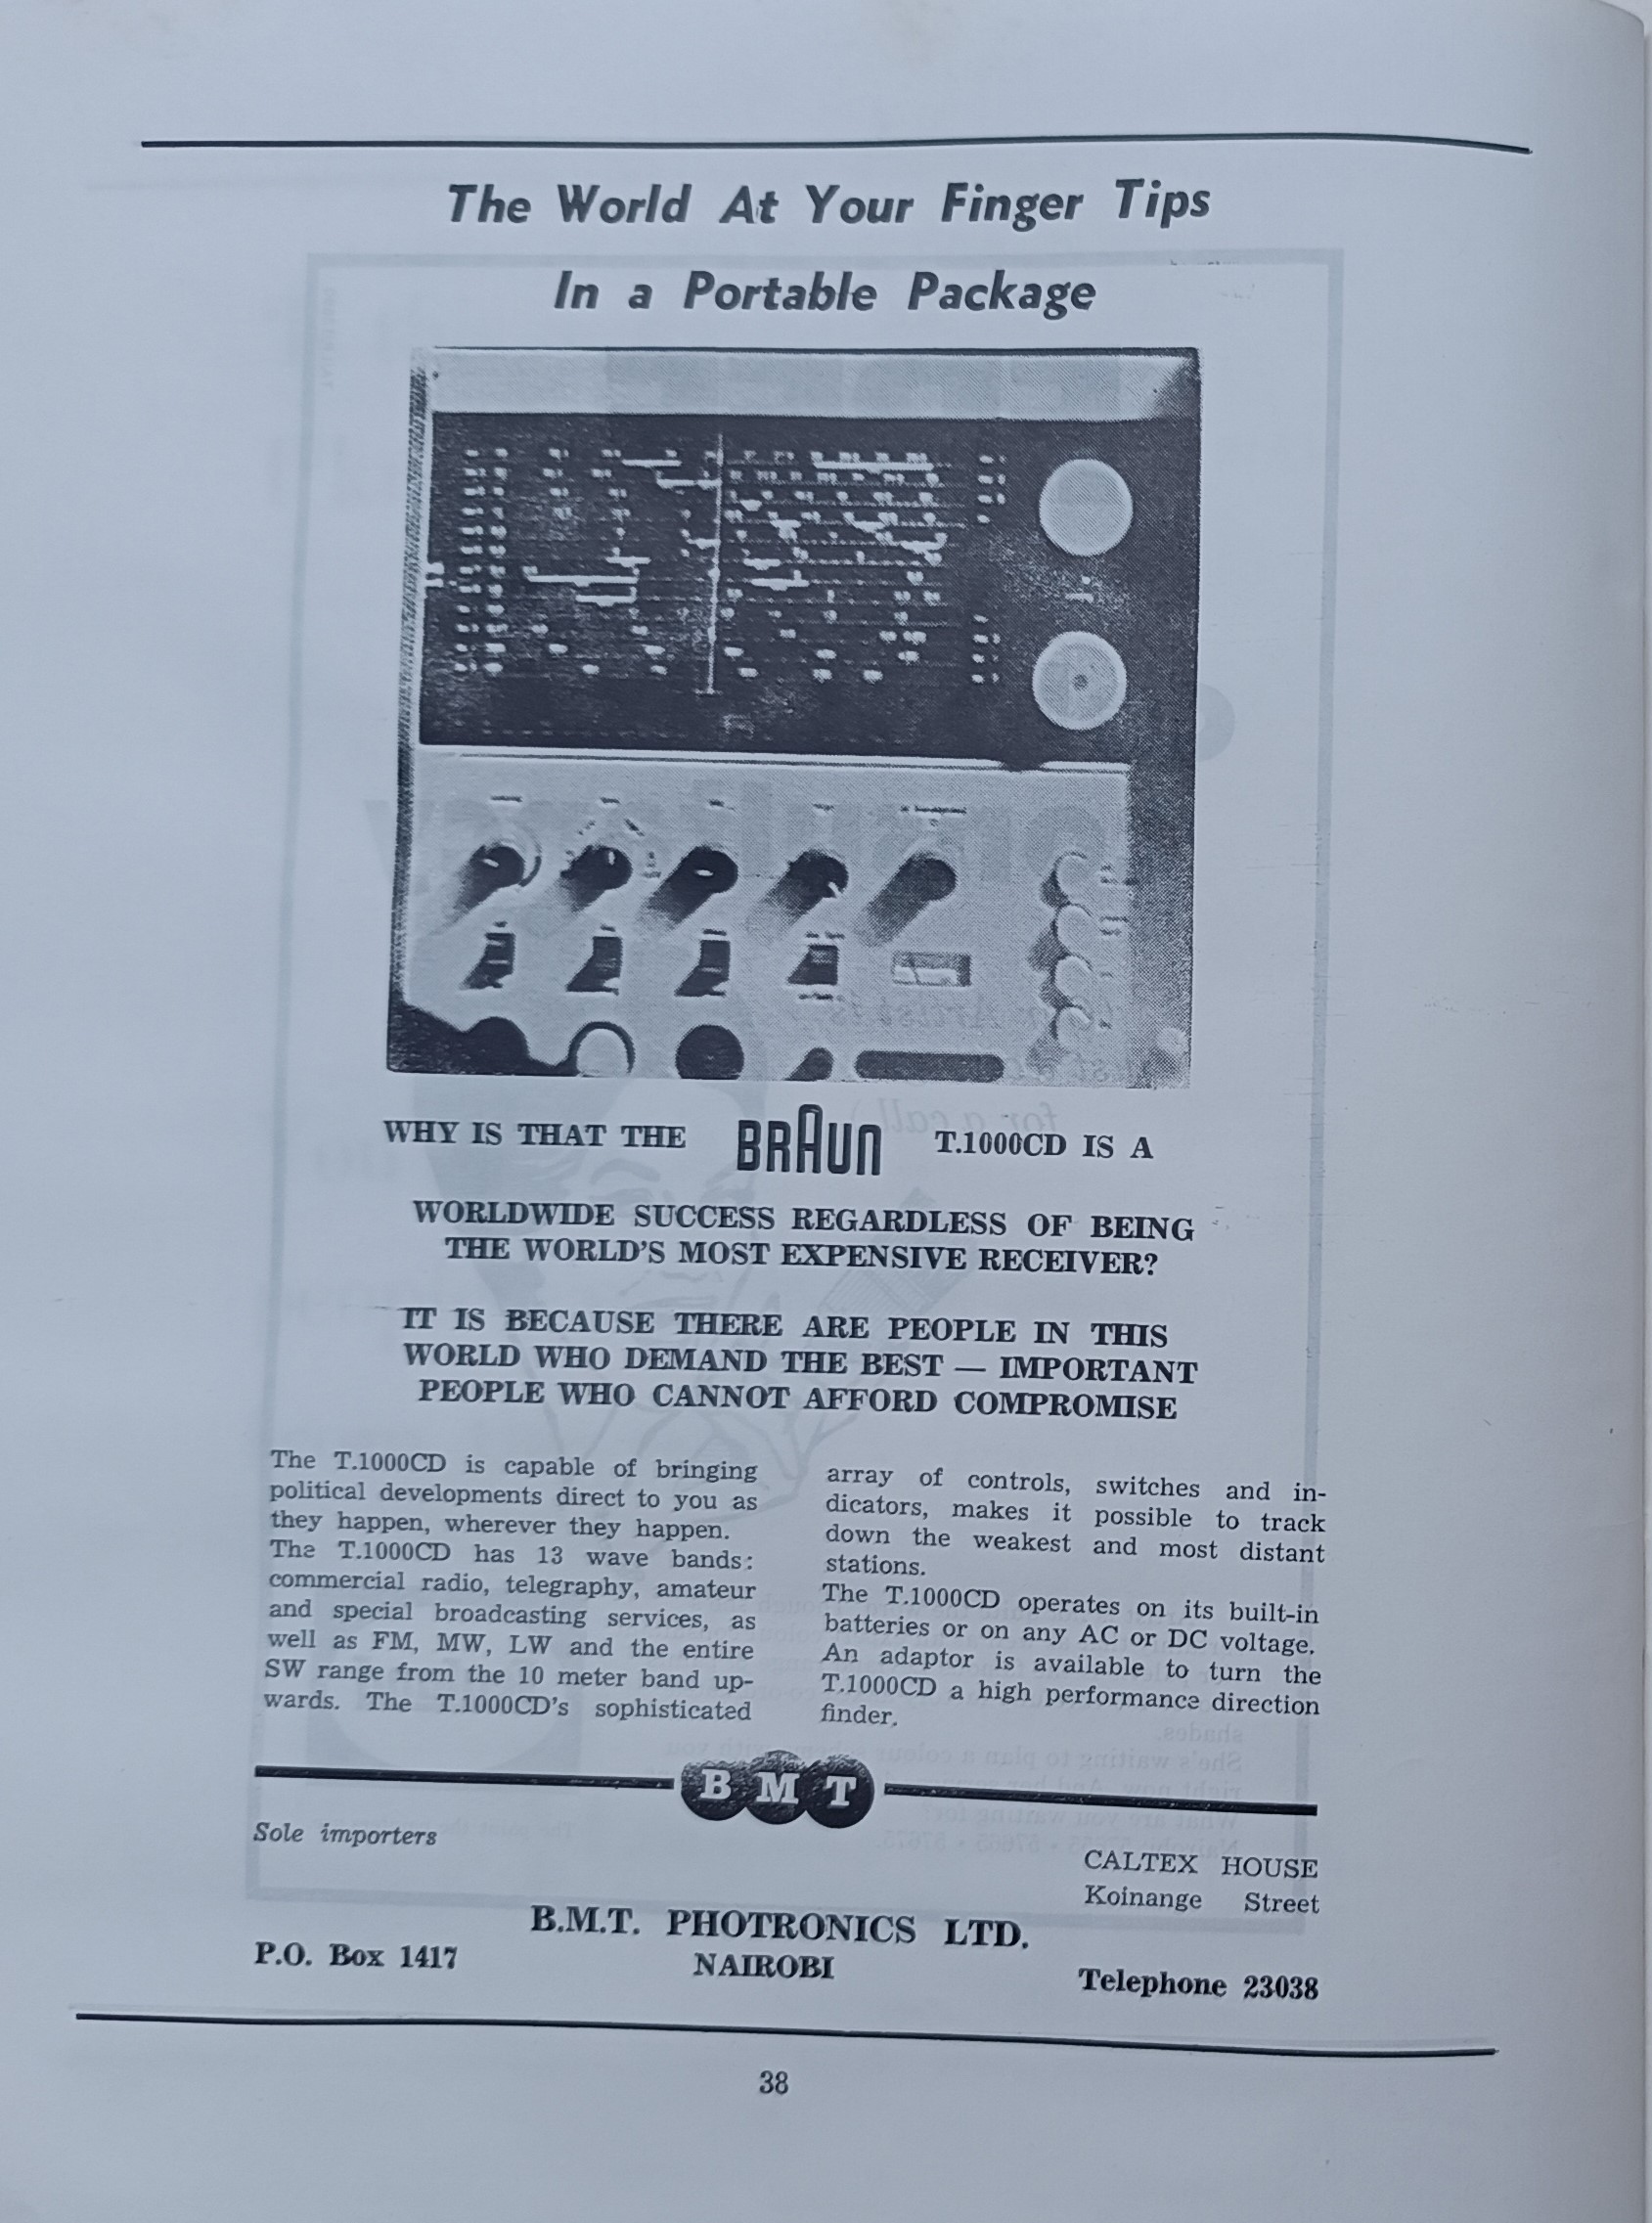 The World At Your Finger Tips
In a Portable Package
WHY IS THAT THE BRAUN T.1000CD IS A
WORLDWIDE SUCCESS REGARDLESS OF BEING
THE WORLD'S MOST EXPENSIVE RECEIVER?
IT IS BECAUSE THERE ARE PEOPLE IN THIS
WORLD WHO DEMAND THE BEST — IMPORTANT
PEOPLE WHO CANNOT AFFORD COMPROMISE
The T.1000CD is capable of bringing
political developments direct to you as
they happen, wherever they happen.
The T.1000CD has 13 wave bands:
commercial radio, telegraphy, amateur
and special broadcasting services, as
well as FM, MW, LW and the entire
SW range from the 10 meter band up-
wards. The T.1000CD's sophisticated
array of controls, switches and in-
dicators, makes it possible to track
down the weakest and most distant
stations.
The T.1000CD operates on its built-in
batteries or on any AC or DC voltage.
An adaptor is available to turn the
T.1000CD a high performance direction
finder.
BMT
Sole importers
CALTEX HOUSE
Koinange Street
B.M.T. PHOTRONICS LTD.
P.O. Box 1417
NAIROBI
Telephone 23038
38